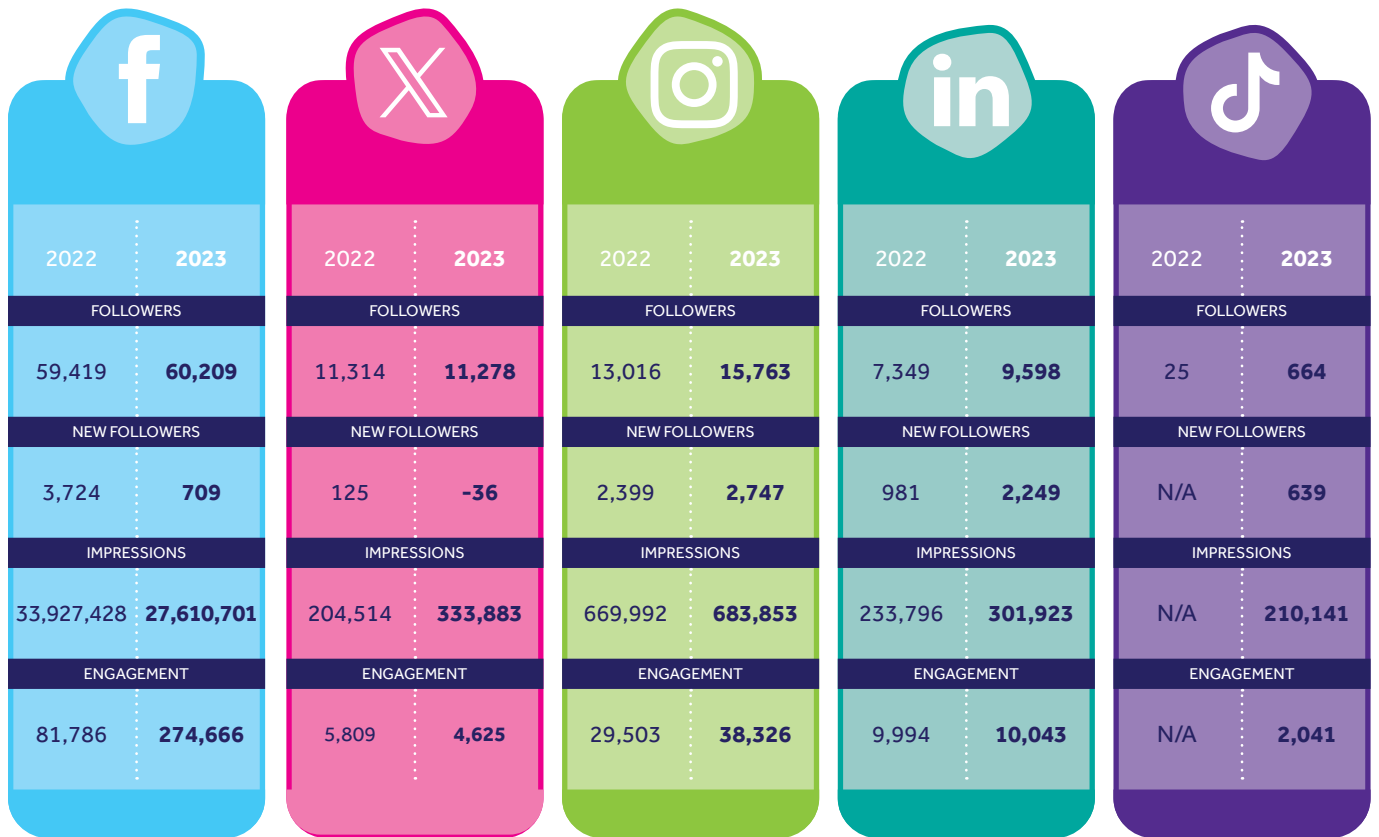 2022 2023
FOLLOWERS
59,419 60,209
NEW FOLLOWERS
3,724 709
IMPRESSIONS
33,927,428 27,610,701
ENGAGEMENT
81,786 274,666
2022 2023
FOLLOWERS
11,314 11,278
NEW FOLLOWERS
125 -36
IMPRESSIONS
204,514 333,883
ENGAGEMENT
5,809 4,625
2022 2023
FOLLOWERS
13,016 15,763
NEW FOLLOWERS
2,399 2,747
IMPRESSIONS
669,992 683,853
ENGAGEMENT
29,503 38,326
in
2022 2023
FOLLOWERS
7,349 9,598
NEW FOLLOWERS
981 2,249
IMPRESSIONS
233,796 301,923
ENGAGEMENT
9,994 10,043
2022 2023
FOLLOWERS
25 664
NEW FOLLOWERS
N/A 639
IMPRESSIONS
N/A 210,141
ENGAGEMENT
N/A 2,041